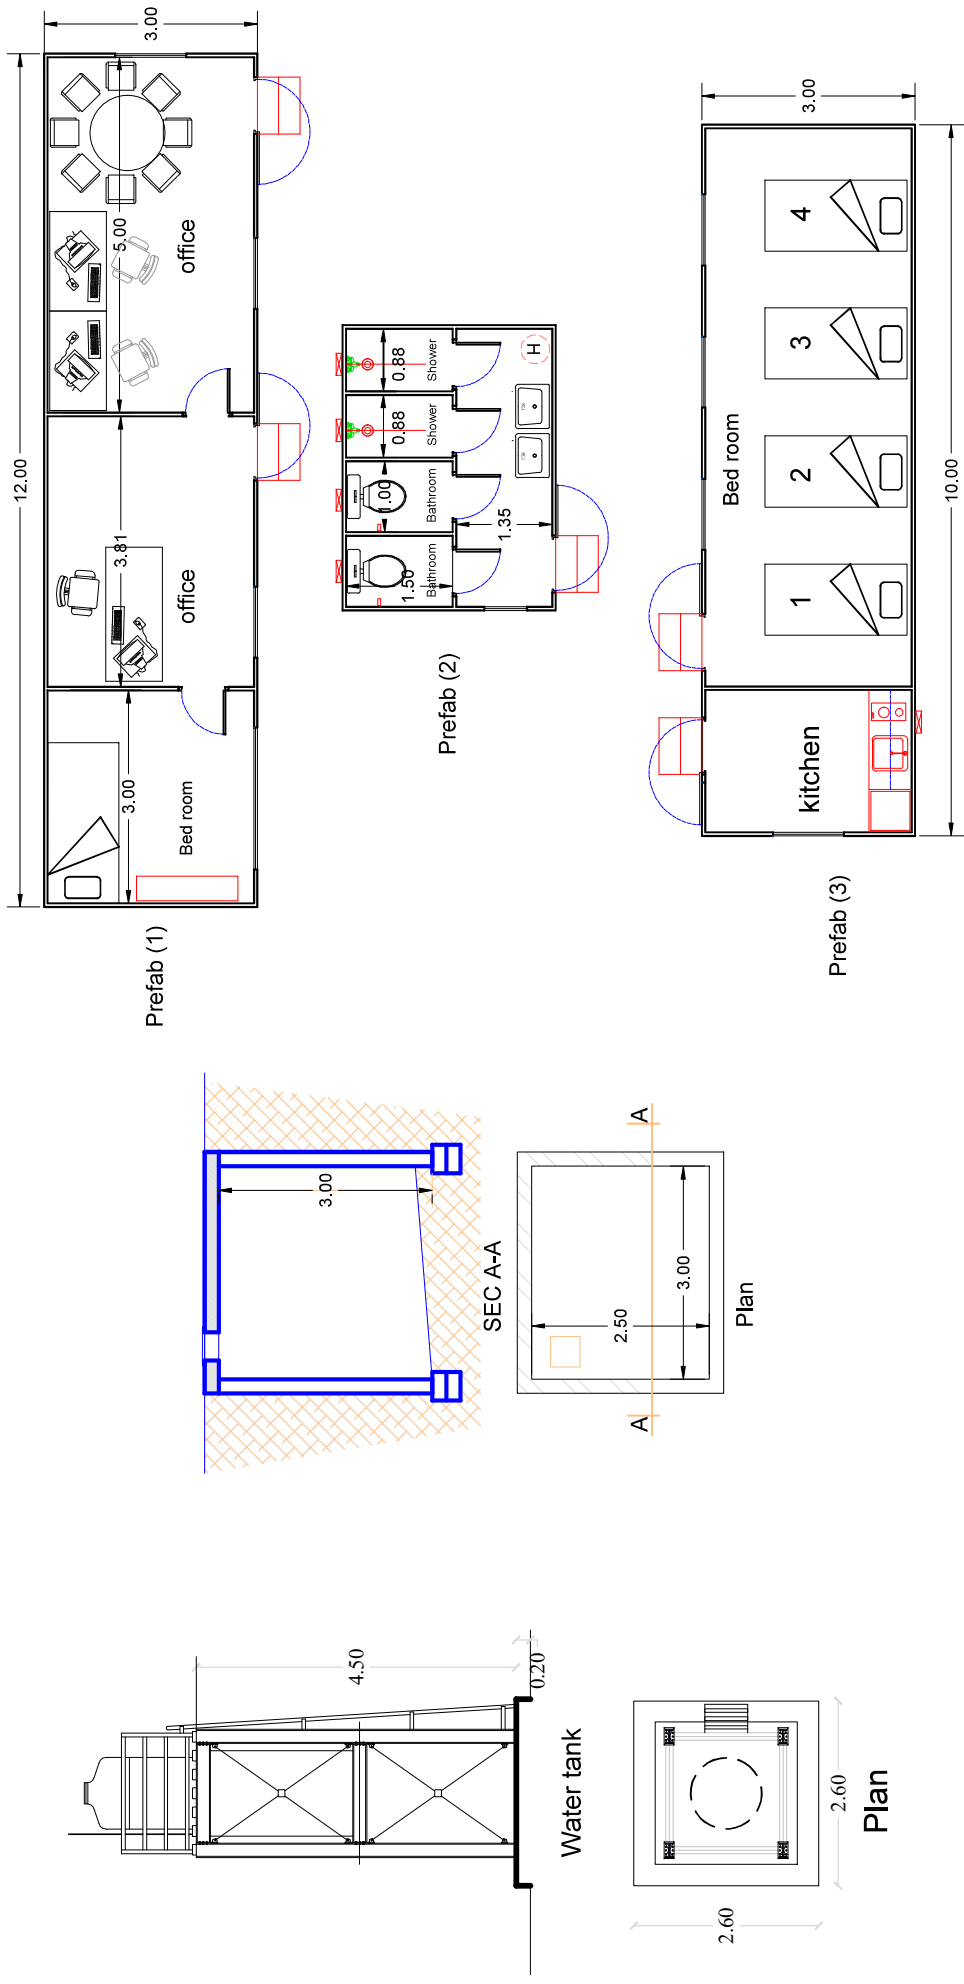 12.00
3.00
3.00
3.81
5.00
Bed room
office
office
Prefab (1)
1.50
1.00
0.88
0.88
Bathroom
Bathroom
Shower
Shower
1.35
H
Prefab (2)
3.00
Bed room
1
2
3
4
kitchen
10.00
Prefab (3)
3.00
SEC A-A
A
A
2.50
3.00
Plan
4.50
0.20
Water tank
2.60
2.60
Plan